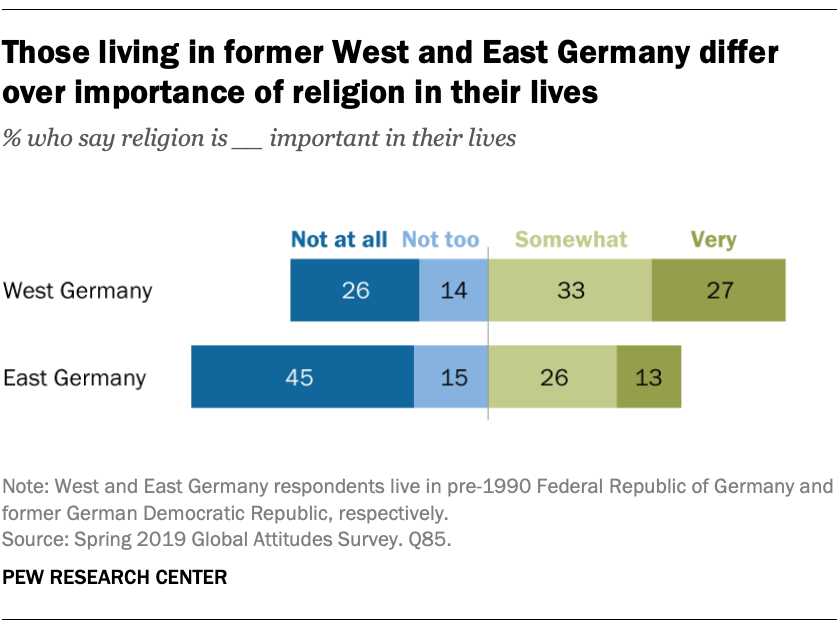 Those living in former West and East Germany differ
over importance of religion in their lives
% who say religion is __ important in their lives
Not at all Not too Somewhat Very
West Germany 26 14 33 27
East Germany 45 15 26 13
Note: West and East Germany respondents live in pre-1990 Federal Republic of Germany and
former German Democratic Republic, respectively.
Source: Spring 2019 Global Attitudes Survey. Q85.
PEW RESEARCH CENTER